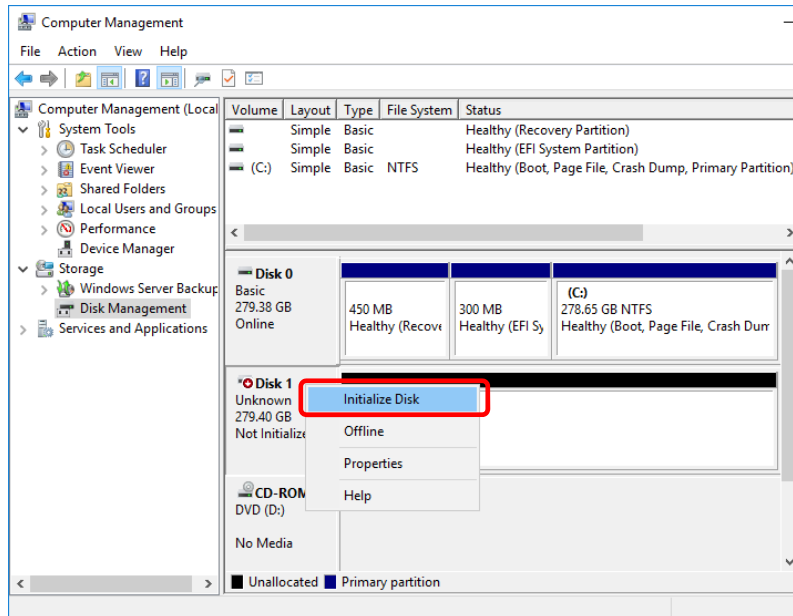 Computer Management
File Action View Help
Computer Management (Local
System Tools
Task Scheduler
Event Viewer
Shared Folders
Local Users and Groups
Performance
Device Manager
Storage
Windows Server Backup
Disk Management
Services and Applications
Volume Layout Type File System Status
Simple Basic Healthy (Recovery Partition)
Simple Basic Healthy (EFI System Partition)
(C:) Simple Basic NTFS Healthy (Boot, Page File, Crash Dump, Primary Partition)
Disk 0
Basic
279.38 GB
Online
450 MB
Healthy (Recove
300 MB
Healthy (EFI Sy
(C:)
278.65 GB NTFS
Healthy (Boot, Page File, Crash Dum
Disk 1
Unknown
279.40 GB
Not Initialize
Initialize Disk
Offline
Properties
Help
CD-ROM
DVD (D:)
No Media
Unallocated Primary partition